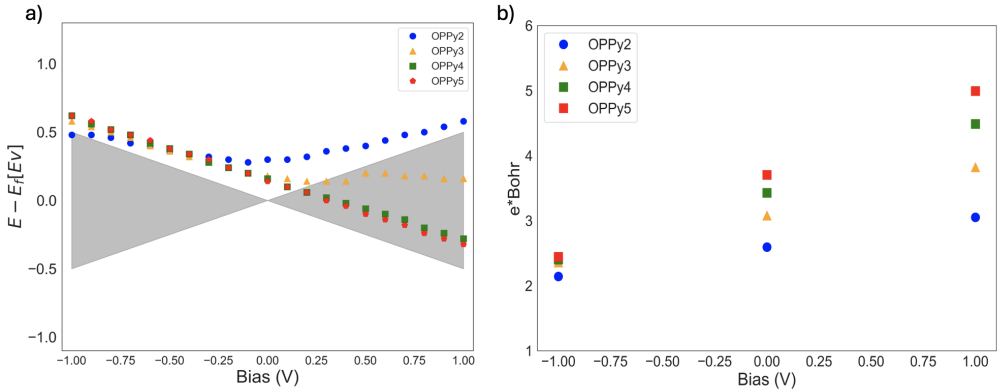 a)
E − E_f[Ev]
1.0
0.5
0.0
−0.5
−1.0
OPPy2
OPPy3
OPPy4
OPPy5
−1.00 −0.75 −0.50 −0.25 0.00 0.25 0.50 0.75 1.00
Bias (V)
b)
e*Bohr
6
5
4
3
2
1
OPPy2
OPPy3
OPPy4
OPPy5
−1.00 −0.75 −0.50 −0.25 0.00 0.25 0.50 0.75 1.00
Bias (V)